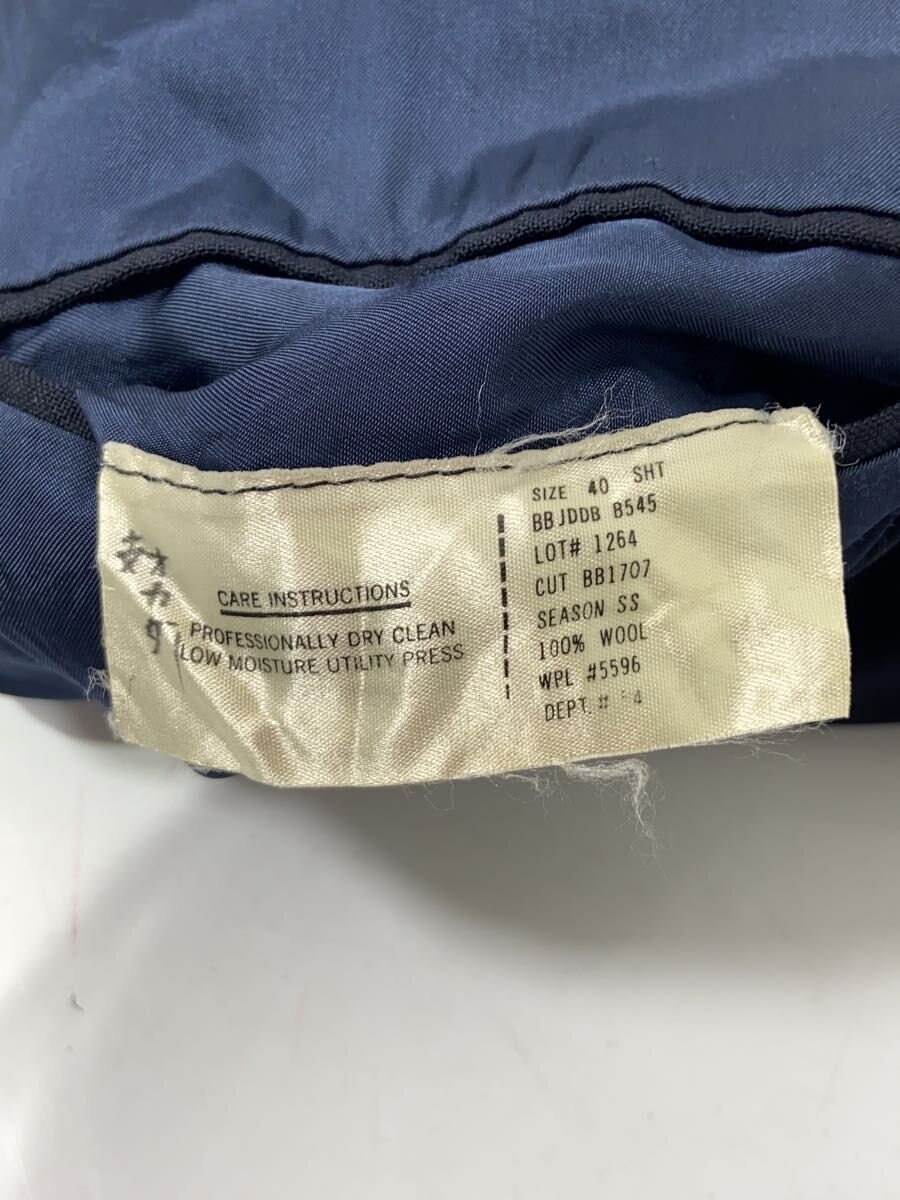 CARE INSTRUCTIONS
PROFESSIONALLY DRY CLEAN
LOW MOISTURE UTILITY PRESS
SIZE 40 SHT
BBJDDB B545
LOT# 1264
CUT BB1707
SEASON SS
100% WOOL
WPL #5596
DEPT. #